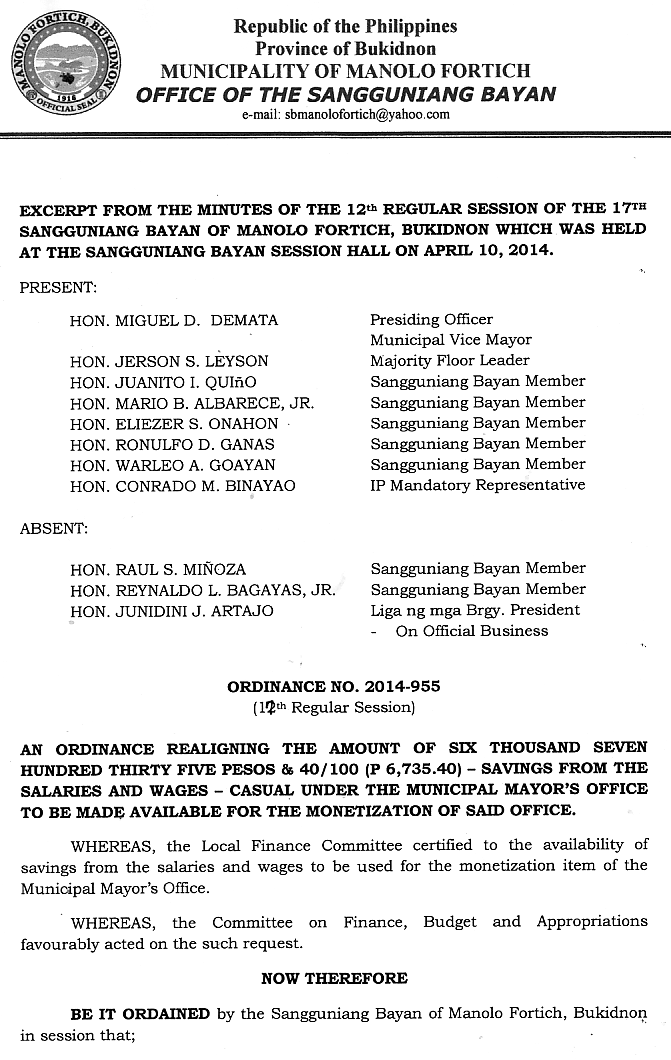 MANOLO FORTICH, BUKIDNON
1916
OFFICIAL SEAL
Republic of the Philippines
Province of Bukidnon
MUNICIPALITY OF MANOLO FORTICH
OFFICE OF THE SANGGUNIANG BAYAN
e-mail: sbmanolofortich@yahoo.com
EXCERPT FROM THE MINUTES OF THE 12th REGULAR SESSION OF THE 17TH
SANGGUNIANG BAYAN OF MANOLO FORTICH, BUKIDNON WHICH WAS HELD
AT THE SANGGUNIANG BAYAN SESSION HALL ON APRIL 10, 2014.
PRESENT:
HON. MIGUEL D. DEMATA Presiding Officer
Municipal Vice Mayor
HON. JERSON S. LEYSON Majority Floor Leader
HON. JUANITO I. QUIñO Sangguniang Bayan Member
HON. MARIO B. ALBARECE, JR. Sangguniang Bayan Member
HON. ELIEZER S. ONAHON Sangguniang Bayan Member
HON. RONULFO D. GANAS Sangguniang Bayan Member
HON. WARLEO A. GOAYAN Sangguniang Bayan Member
HON. CONRADO M. BINAYAO IP Mandatory Representative
ABSENT:
HON. RAUL S. MIÑOZA Sangguniang Bayan Member
HON. REYNALDO L. BAGAYAS, JR. Sangguniang Bayan Member
HON. JUNIDINI J. ARTAJO Liga ng mga Brgy. President
- On Official Business
ORDINANCE NO. 2014-955
(12th Regular Session)
AN ORDINANCE REALIGNING THE AMOUNT OF SIX THOUSAND SEVEN
HUNDRED THIRTY FIVE PESOS & 40/100 (P 6,735.40) – SAVINGS FROM THE
SALARIES AND WAGES – CASUAL UNDER THE MUNICIPAL MAYOR'S OFFICE
TO BE MADE AVAILABLE FOR THE MONETIZATION OF SAID OFFICE.
WHEREAS, the Local Finance Committee certified to the availability of
savings from the salaries and wages to be used for the monetization item of the
Municipal Mayor's Office.
WHEREAS, the Committee on Finance, Budget and Appropriations
favourably acted on the such request.
NOW THEREFORE
BE IT ORDAINED by the Sangguniang Bayan of Manolo Fortich, Bukidnon
in session that;